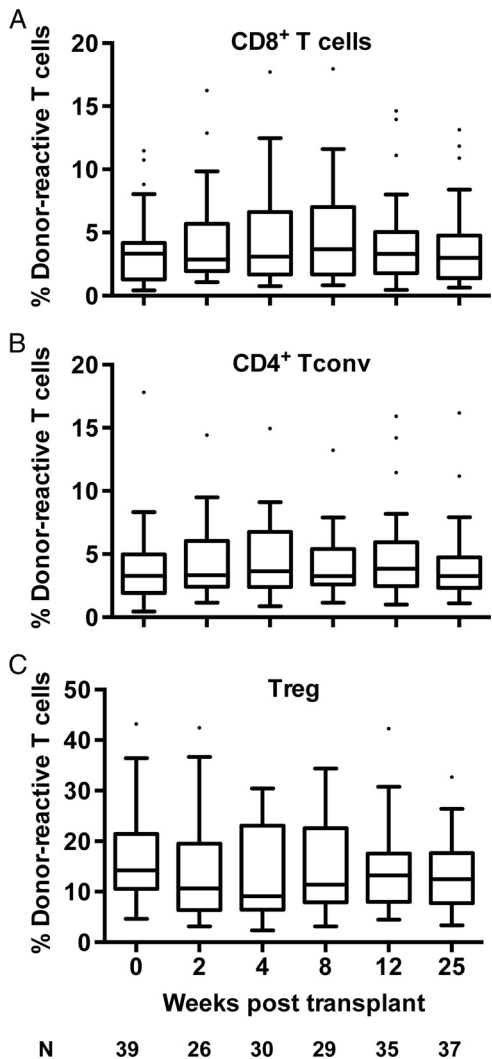 A
CD8⁺ T cells
% Donor-reactive T cells
20
15
10
5
0
B
CD4⁺ Tconv
% Donor-reactive T cells
20
15
10
5
0
C
Treg
% Donor-reactive T cells
50
40
30
20
10
0
0 2 4 8 12 25
Weeks post transplant
N 39 26 30 29 35 37